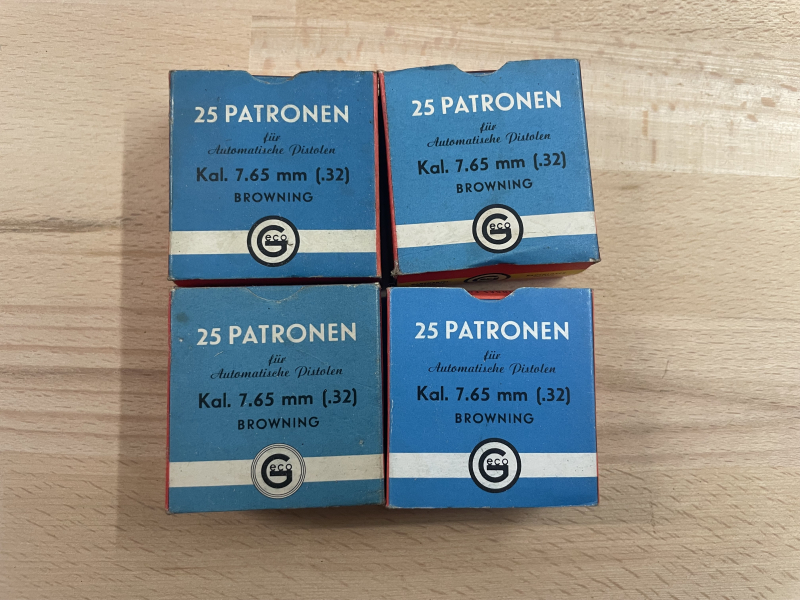 25 PATRONEN
für
Automatische Pistolen
Kal. 7.65 mm (.32)
BROWNING
Geco
25 PATRONEN
für
Automatische Pistolen
Kal. 7.65 mm (.32)
BROWNING
Geco
25 PATRONEN
für
Automatische Pistolen
Kal. 7.65 mm (.32)
BROWNING
Geco
25 PATRONEN
für
Automatische Pistolen
Kal. 7.65 mm (.32)
BROWNING
Geco